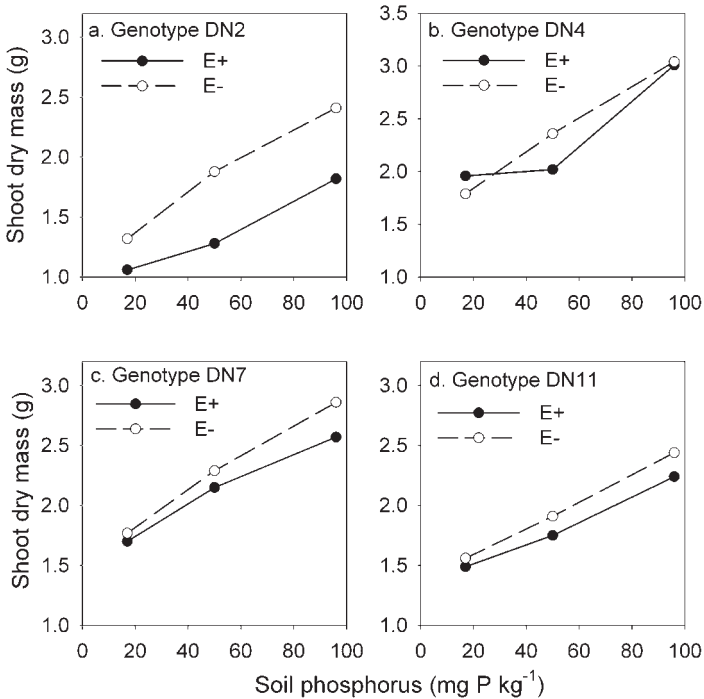 a. Genotype DN2
E+
E-
3.0
2.5
2.0
1.5
1.0
0 20 40 60 80 100
Shoot dry mass (g)
b. Genotype DN4
E+
E-
3.5
3.0
2.5
2.0
1.5
1.0
0 20 40 60 80 100
c. Genotype DN7
E+
E-
3.0
2.5
2.0
1.5
1.0
0 20 40 60 80 100
Shoot dry mass (g)
d. Genotype DN11
E+
E-
3.0
2.5
2.0
1.5
1.0
0 20 40 60 80 100
Soil phosphorus (mg P kg⁻¹)